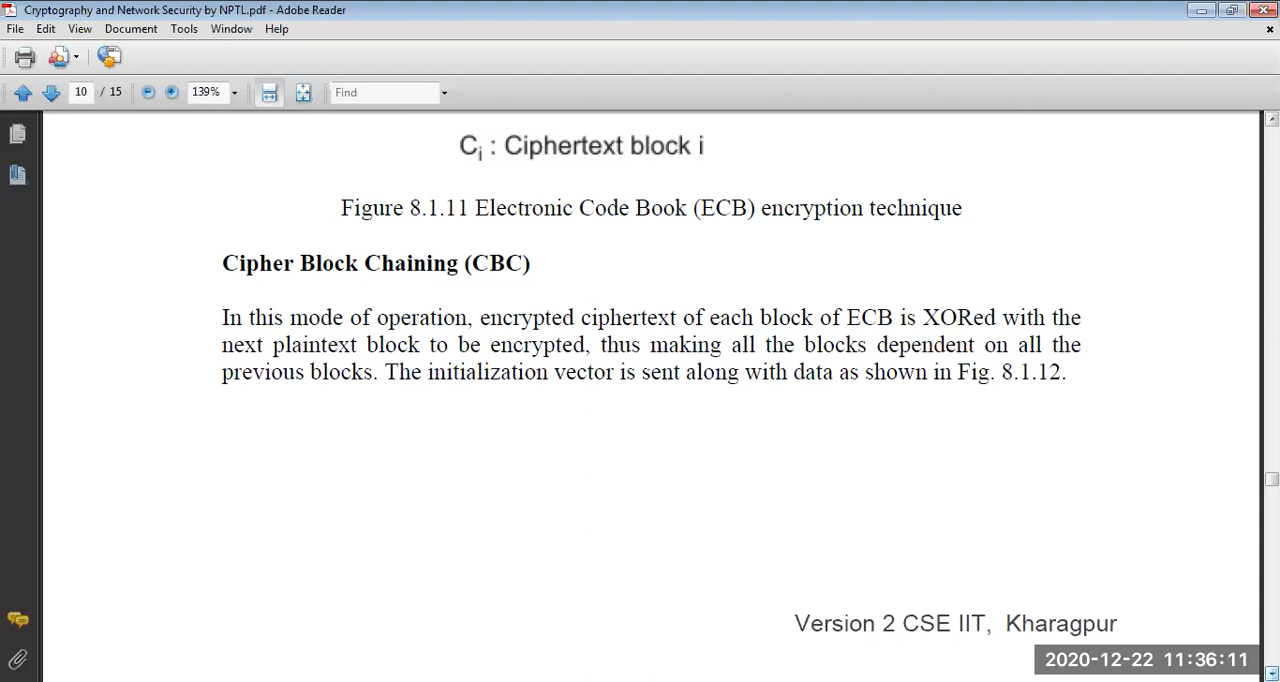 Cryptography and Network Security by NPTL.pdf - Adobe Reader
File Edit View Document Tools Window Help
10 / 15 139% Find
Ci : Ciphertext block i
Figure 8.1.11 Electronic Code Book (ECB) encryption technique
Cipher Block Chaining (CBC)
In this mode of operation, encrypted ciphertext of each block of ECB is XORed with the
next plaintext block to be encrypted, thus making all the blocks dependent on all the
previous blocks. The initialization vector is sent along with data as shown in Fig. 8.1.12.
Version 2 CSE IIT, Kharagpur
2020-12-22 11:36:11